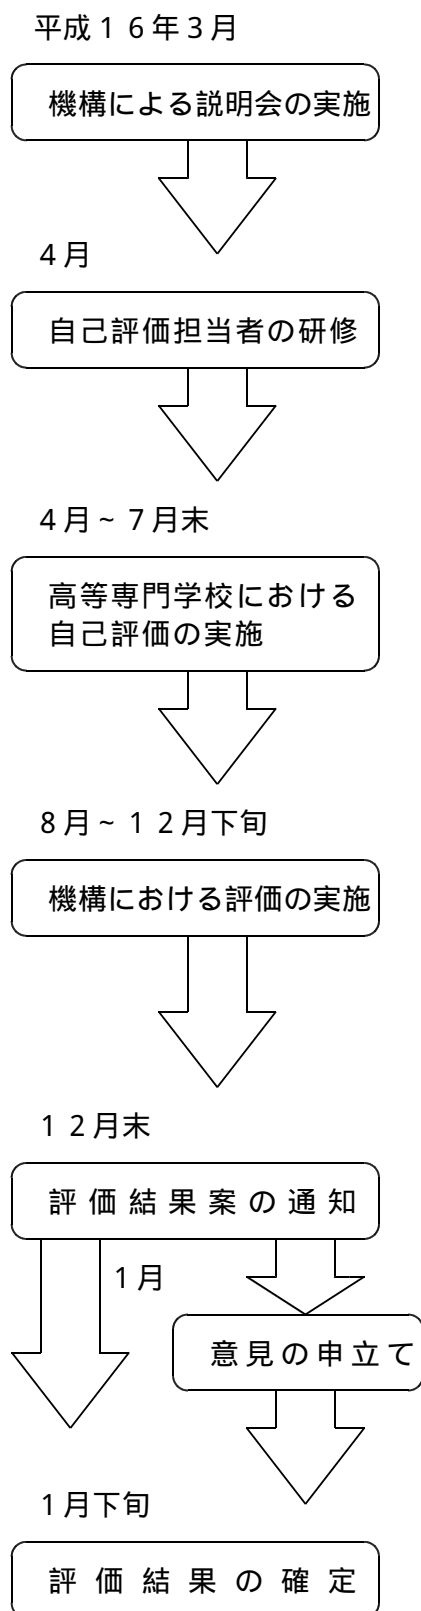 平成１６年３月
機構による説明会の実施
４月
自己評価担当者の研修
４月~７月末
高等専門学校における
自己評価の実施
８月~１２月下旬
機構における評価の実施
１２月末
評価結果案の通知
１月
意見の申立て
１月下旬
評価結果の確定